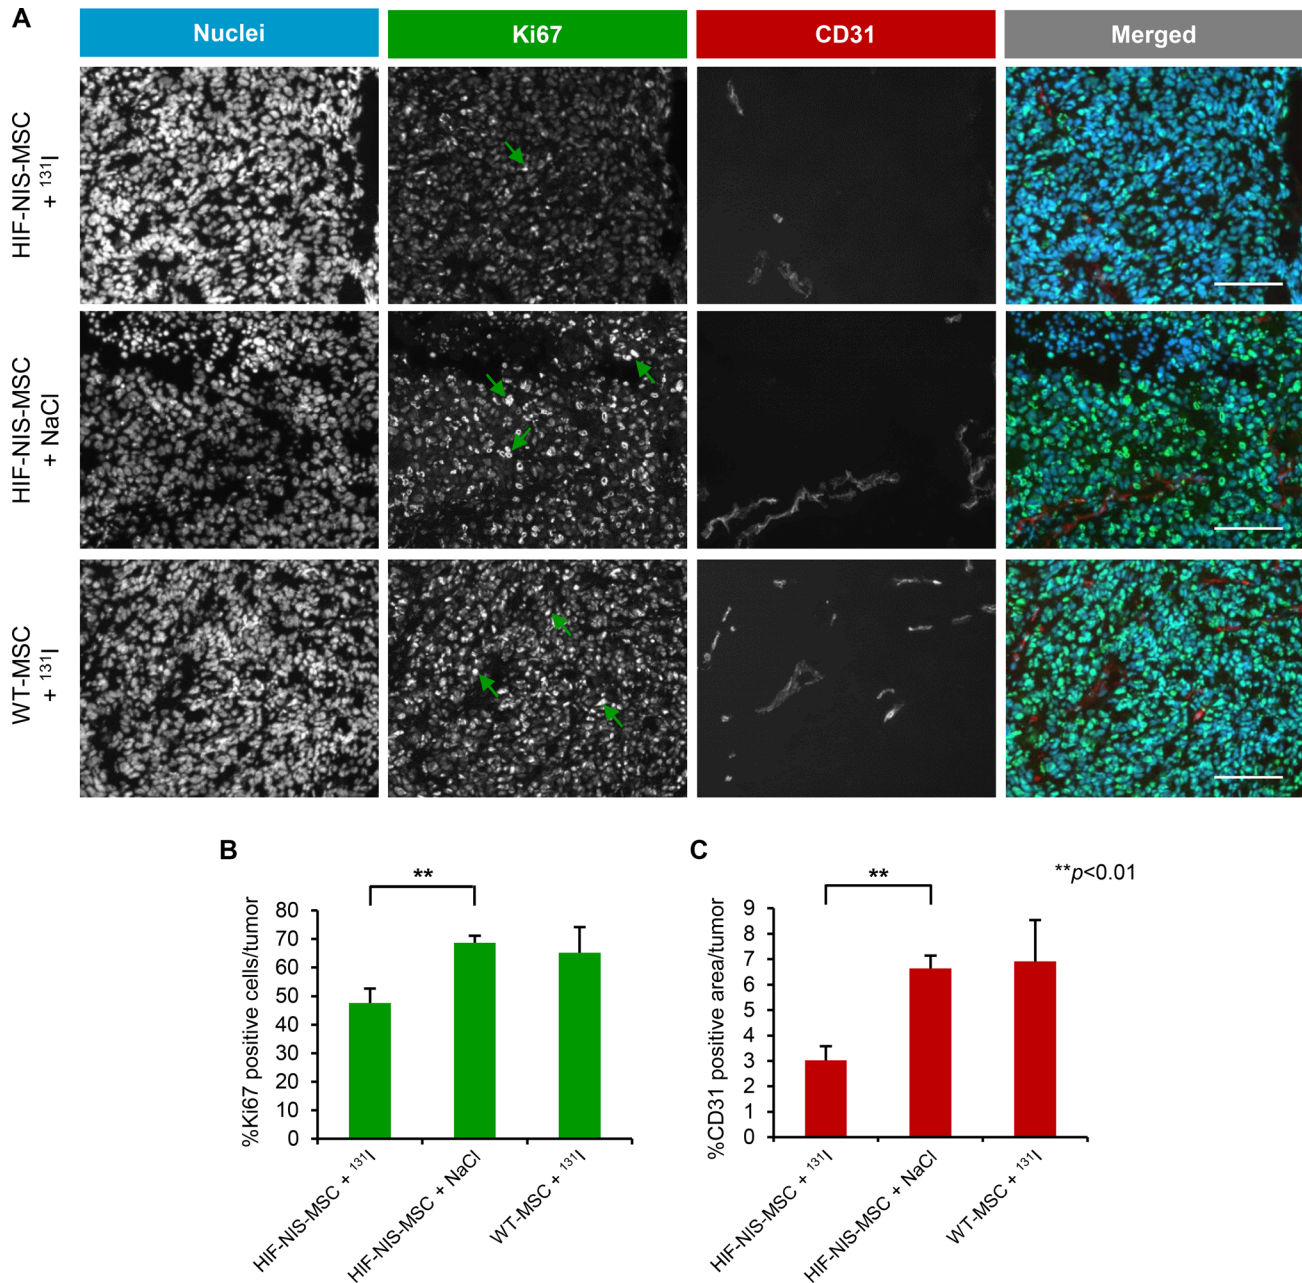 A
Nuclei
Ki67
CD31
Merged
HIF-NIS-MSC
+ ¹³¹I
HIF-NIS-MSC
+ NaCl
WT-MSC
+ ¹³¹I
B
**
%Ki67 positive cells/tumor
80
70
60
50
40
30
20
10
0
HIF-NIS-MSC + ¹³¹I
HIF-NIS-MSC + NaCl
WT-MSC + ¹³¹I
C
**
**p<0.01
%CD31 positive area/tumor
9
8
7
6
5
4
3
2
1
0
HIF-NIS-MSC + ¹³¹I
HIF-NIS-MSC + NaCl
WT-MSC + ¹³¹I